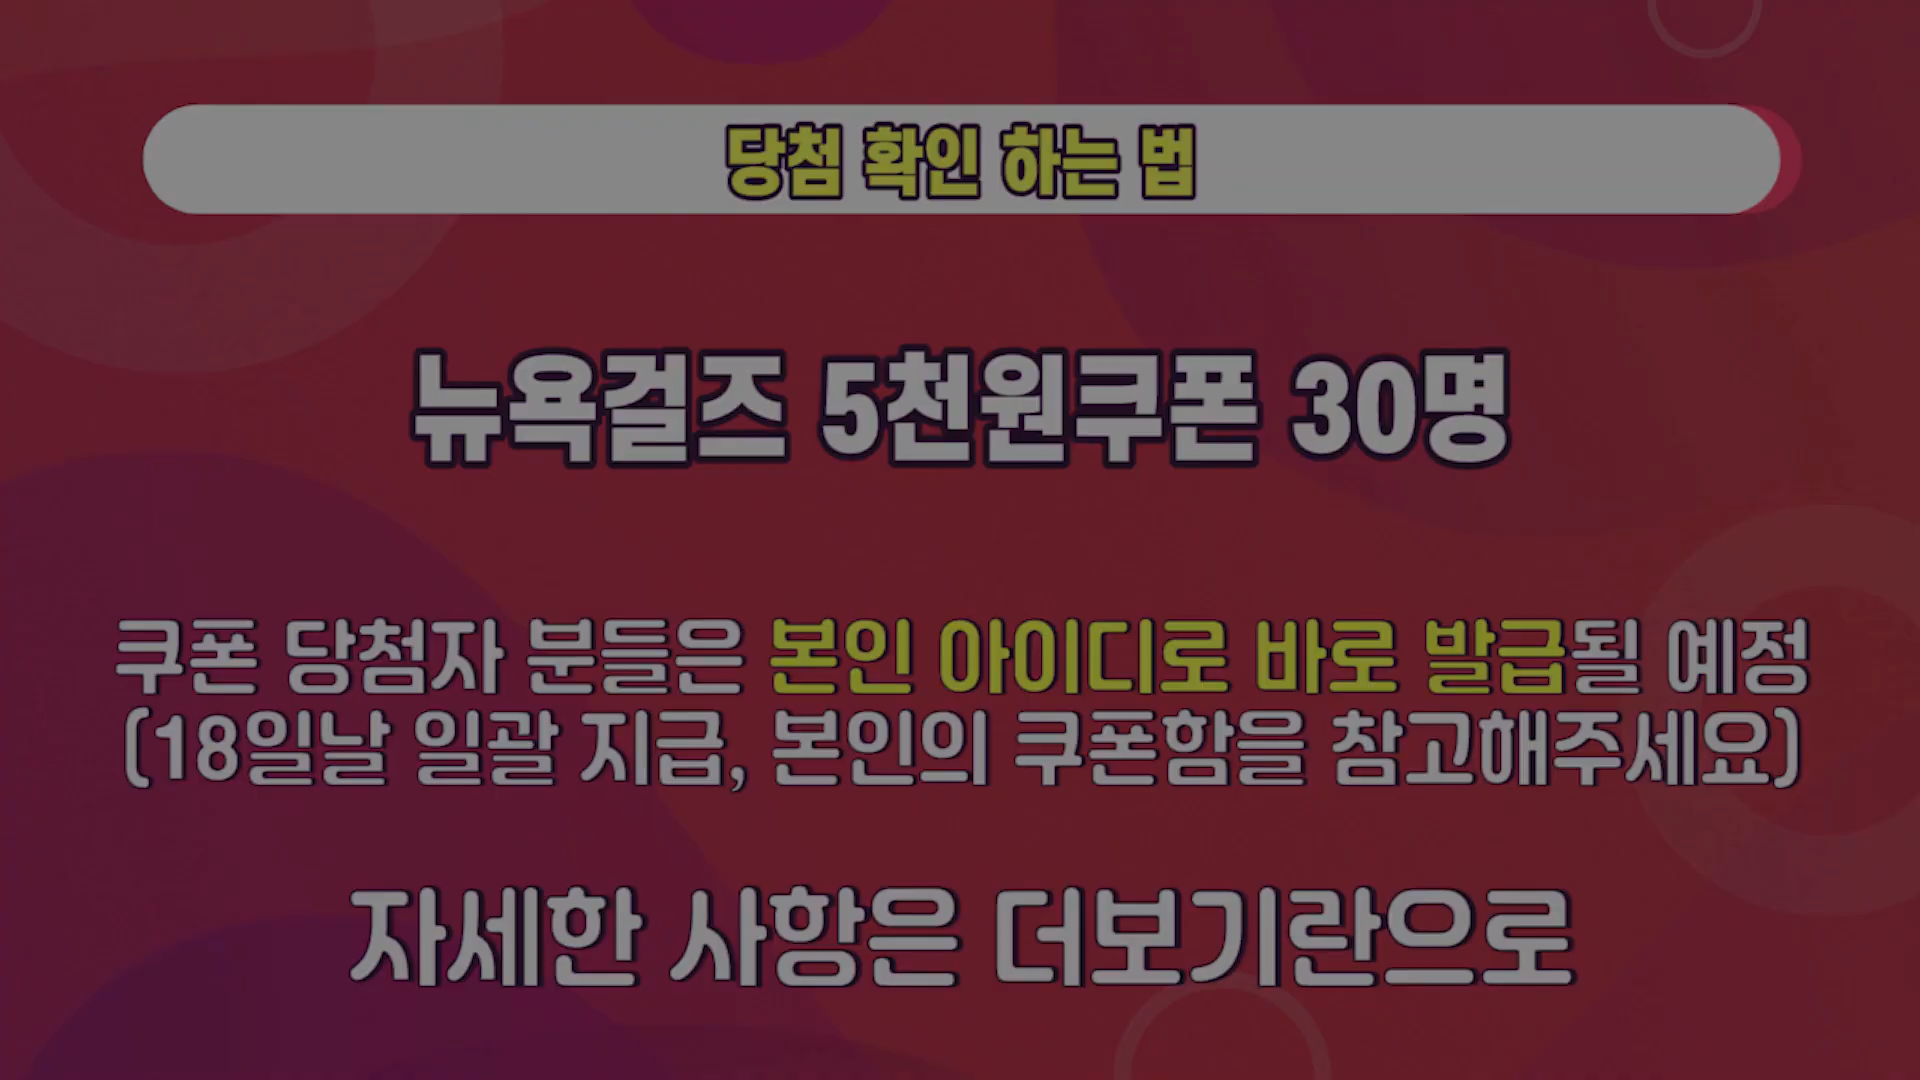 당첨 확인 하는 법
뉴욕걸즈 5천원쿠폰 30명
쿠폰 당첨자 분들은 본인 아이디로 바로 발급될 예정
(18일날 일괄 지급, 본인의 쿠폰함을 참고해주세요)
자세한 사항은 더보기란으로